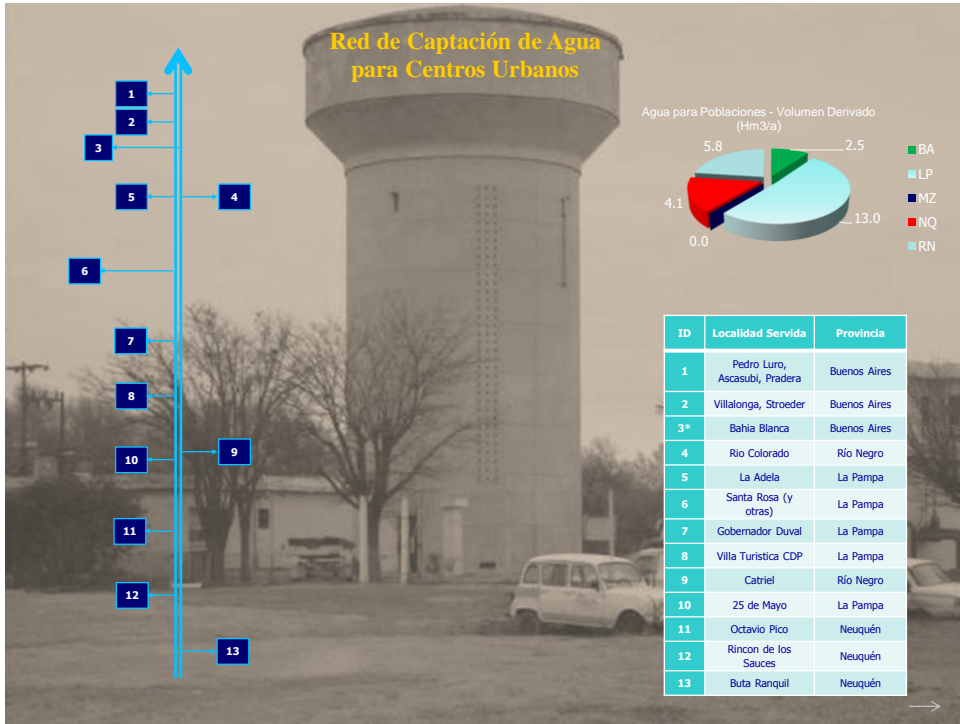 Red de Captación de Agua
para Centros Urbanos
1
2
3
5
4
6
7
8
9
10
11
12
13
Agua para Poblaciones - Volumen Derivado
(Hm3/a)
5.8
2.5
4.1
13.0
0.0
BA
LP
MZ
NQ
RN
ID Localidad Servida Provincia
1 Pedro Luro, Ascasubi, Pradera Buenos Aires
2 Villalonga, Stroeder Buenos Aires
3* Bahia Blanca Buenos Aires
4 Rio Colorado Río Negro
5 La Adela La Pampa
6 Santa Rosa (y otras) La Pampa
7 Gobernador Duval La Pampa
8 Villa Turistica CDP La Pampa
9 Catriel Río Negro
10 25 de Mayo La Pampa
11 Octavio Pico Neuquén
12 Rincon de los Sauces Neuquén
13 Buta Ranquil Neuquén